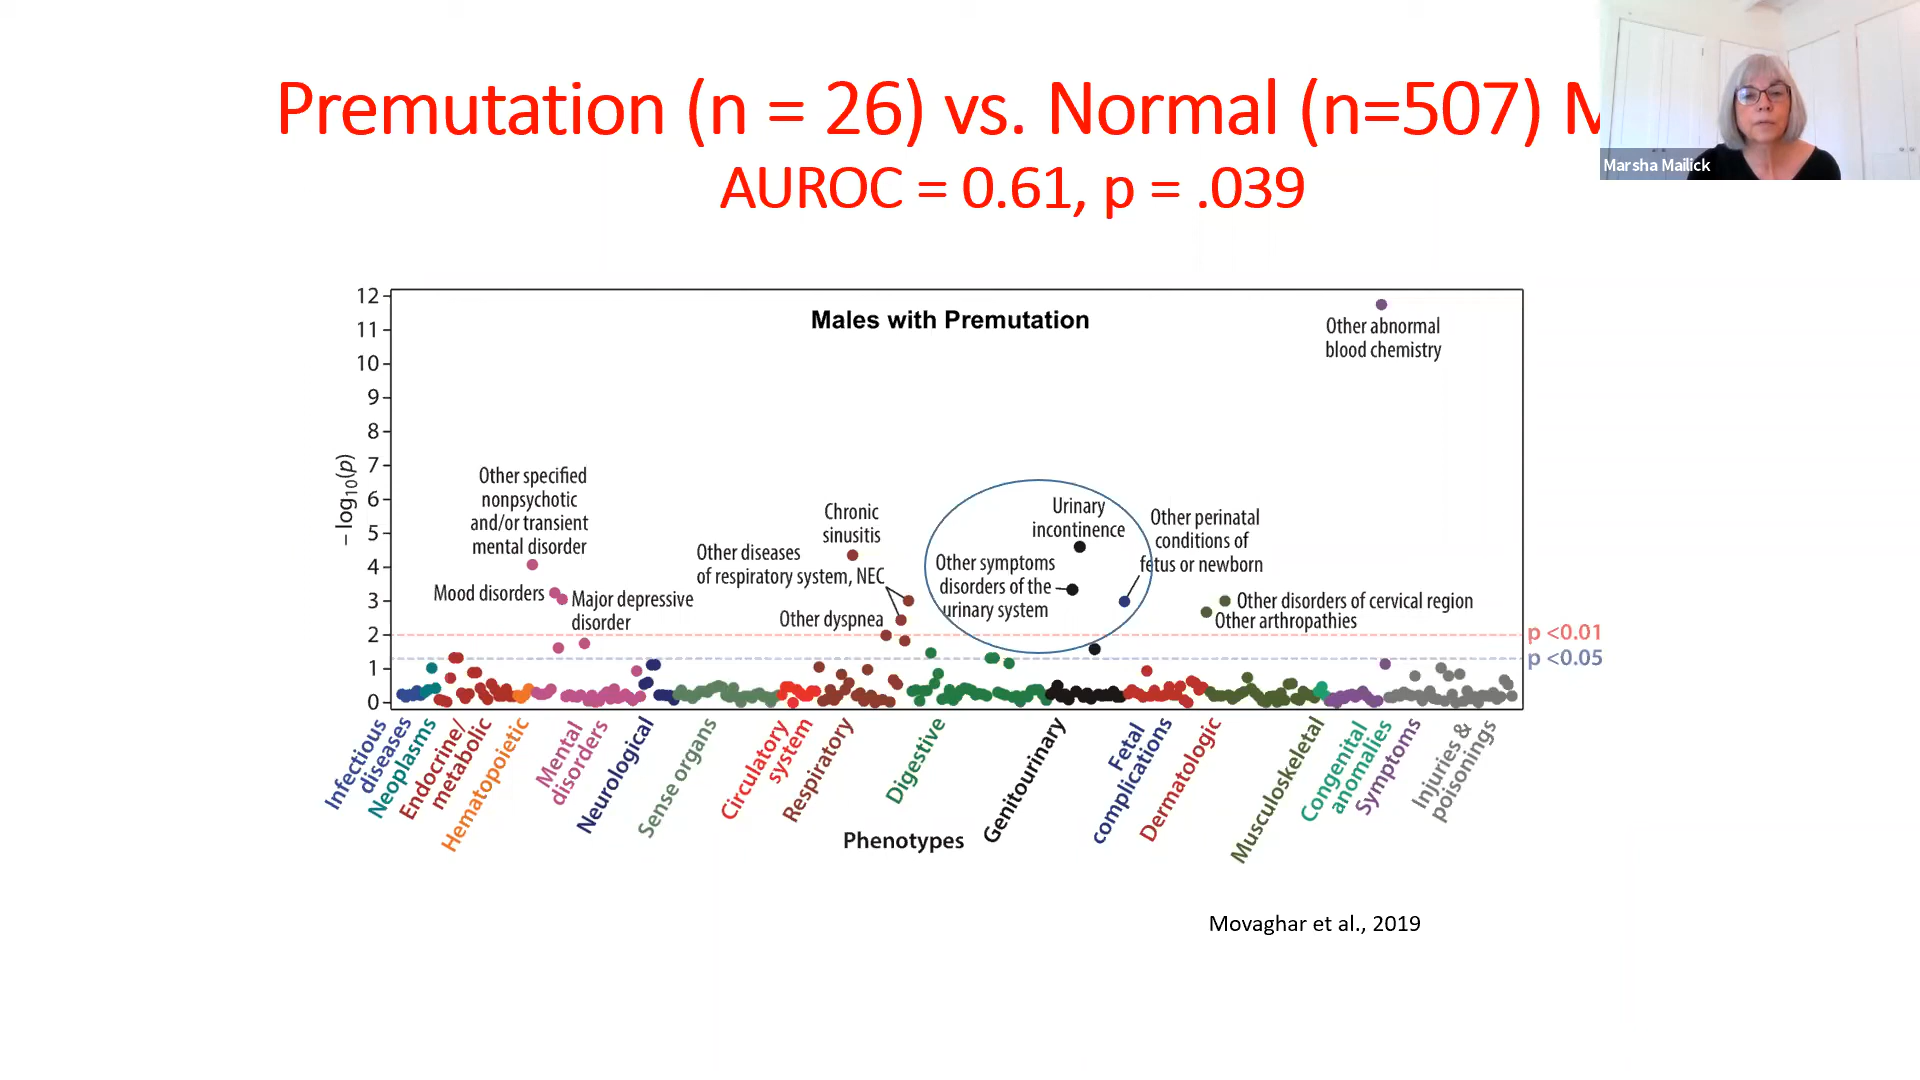 Premutation (n = 26) vs. Normal (n=507) M
AUROC = 0.61, p = .039
Marsha Mailick
Males with Premutation
12
11
10
9
8
7
6
5
4
3
2
1
0
−log10(p)
Other abnormal
blood chemistry
Other specified
nonpsychotic
and/or transient
mental disorder
Mood disorders
Major depressive
disorder
Chronic
sinusitis
Other diseases
of respiratory system, NEC
Other dyspnea
Urinary
incontinence
Other symptoms
disorders of the
urinary system
Other perinatal
conditions of
fetus or newborn
Other disorders of cervical region
Other arthropathies
p <0.01
p <0.05
Infectious
diseases
Neoplasms
Endocrine/
metabolic
Hematopoietic
Mental
disorders
Neurological
Sense organs
Circulatory
system
Respiratory
Digestive
Genitourinary
Fetal
complications
Dermatologic
Musculoskeletal
Congenital
anomalies
Symptoms
Injuries &
poisonings
Phenotypes
Movaghar et al., 2019